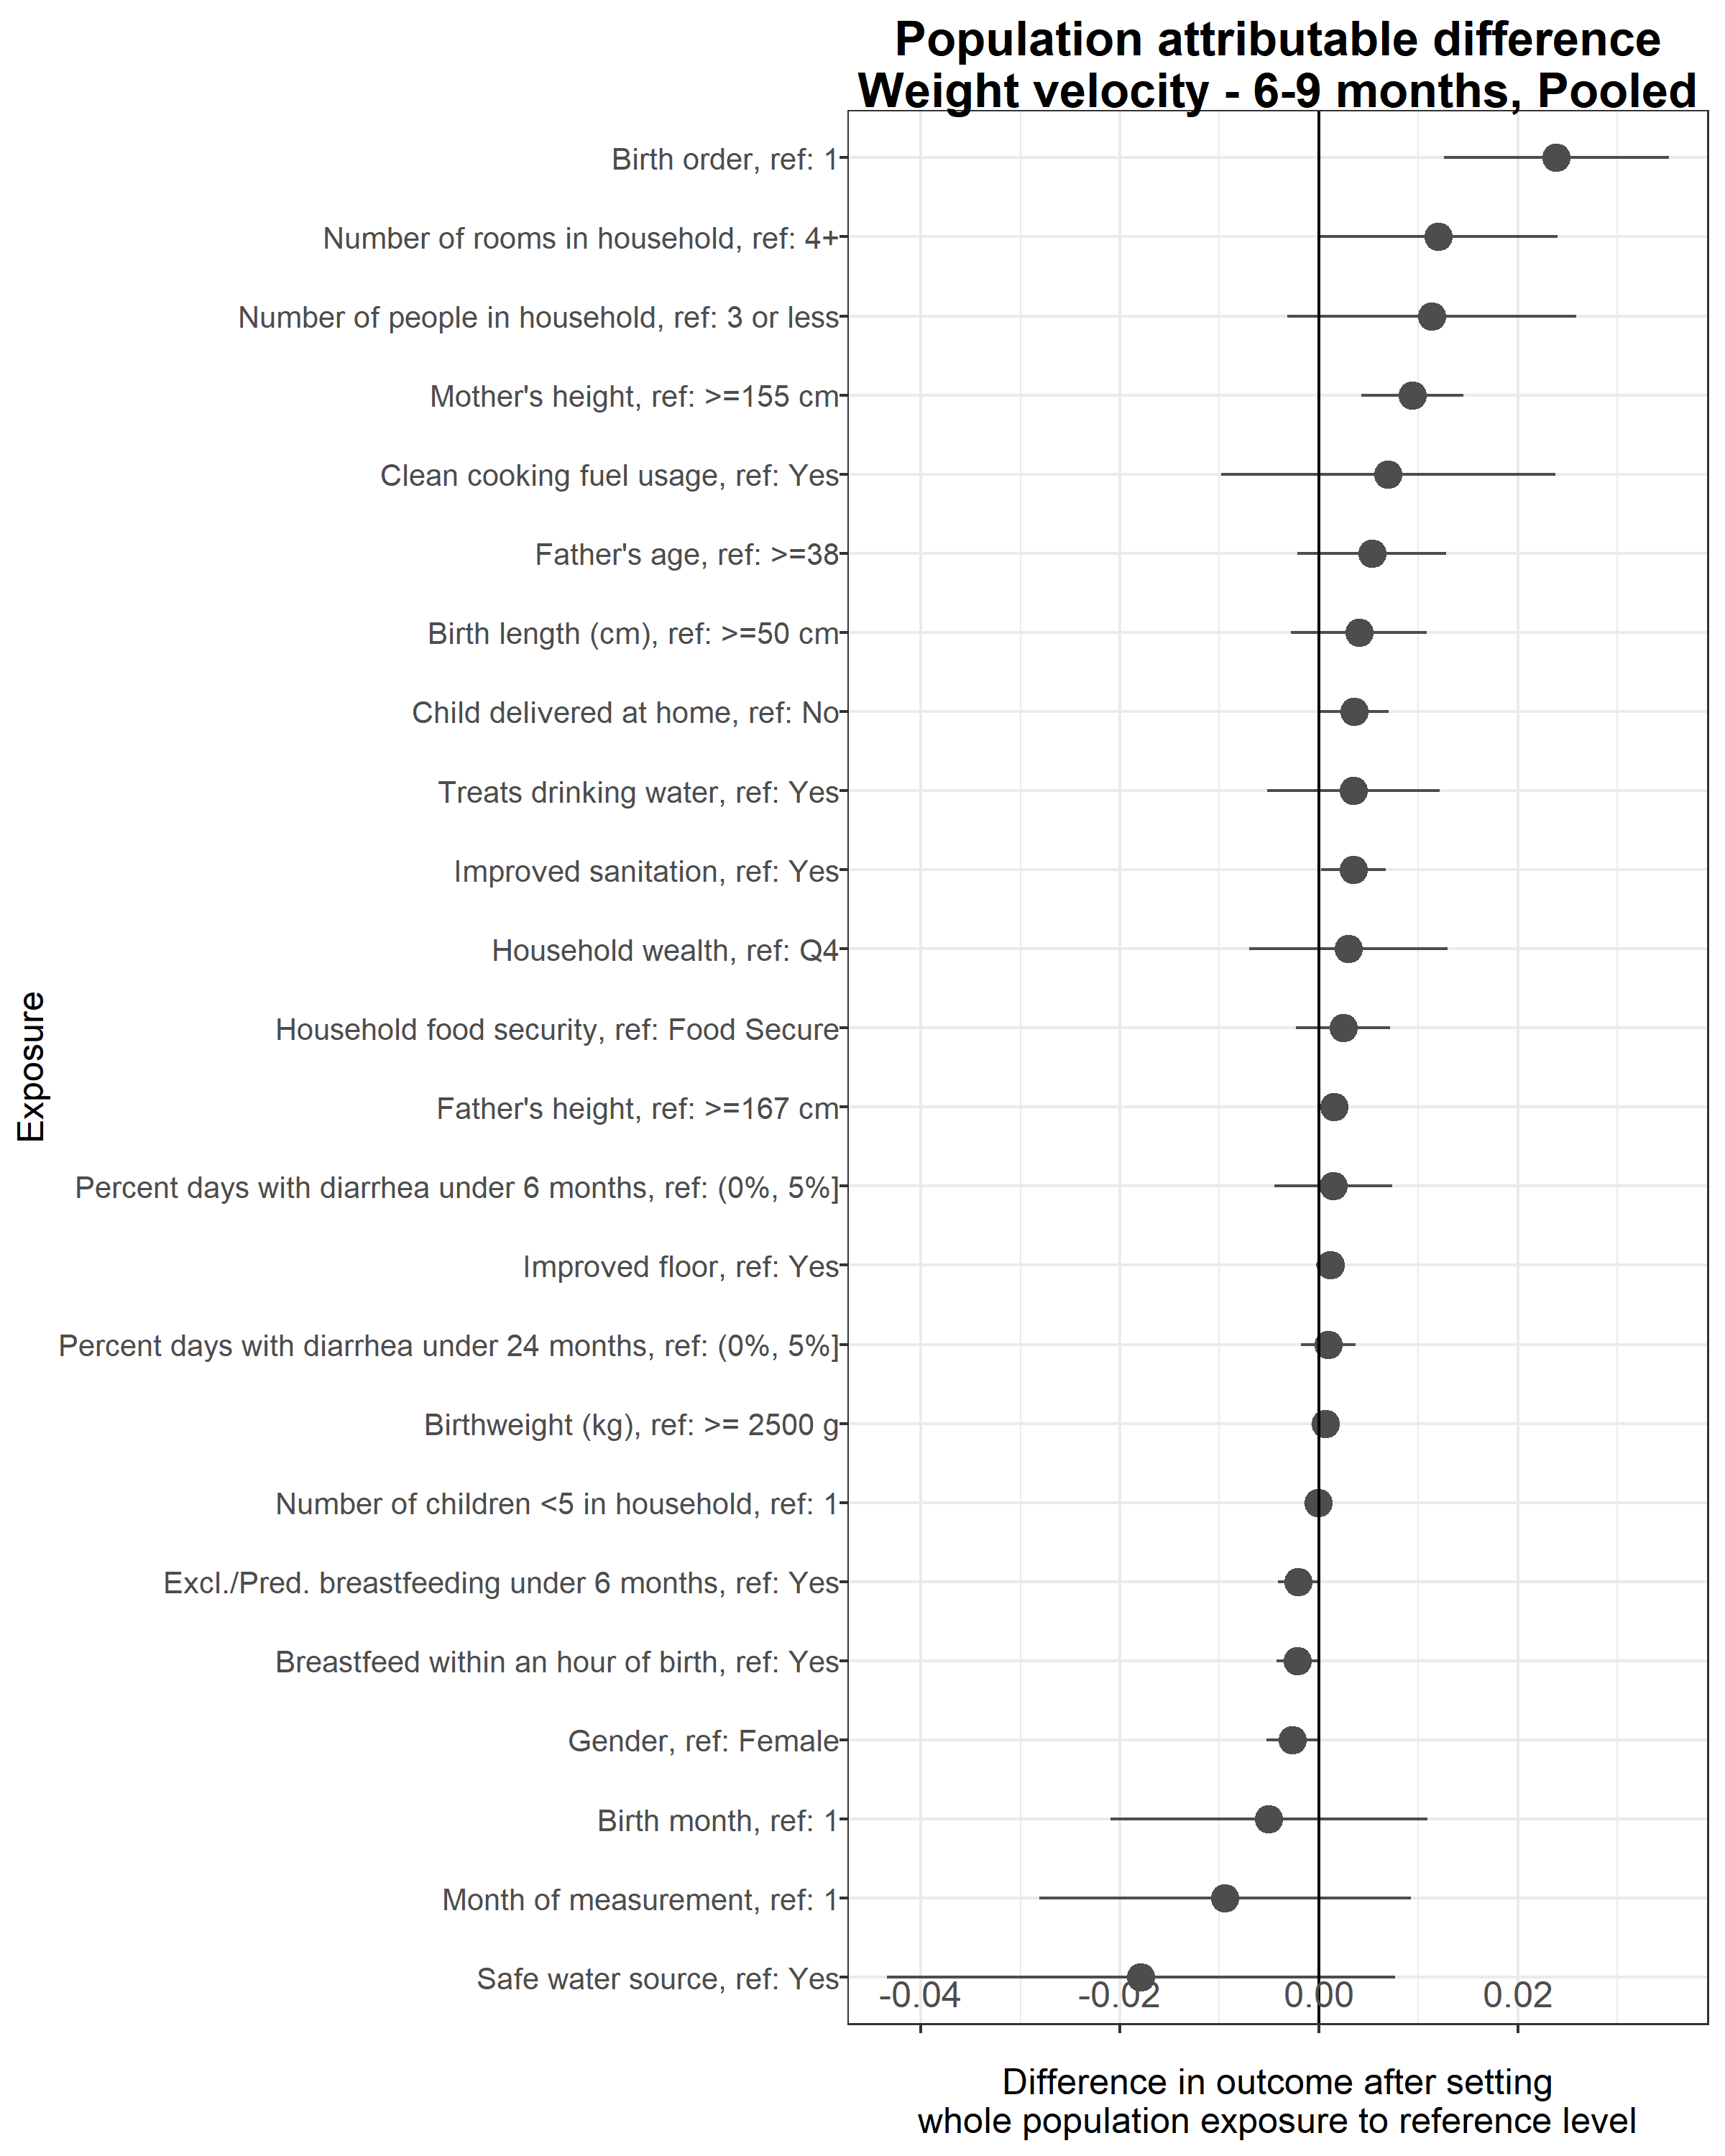 Population attributable difference
Weight velocity - 6-9 months, Pooled
Birth order, ref: 1
Number of rooms in household, ref: 4+
Number of people in household, ref: 3 or less
Mother's height, ref: >=155 cm
Clean cooking fuel usage, ref: Yes
Father's age, ref: >=38
Birth length (cm), ref: >=50 cm
Child delivered at home, ref: No
Treats drinking water, ref: Yes
Improved sanitation, ref: Yes
Household wealth, ref: Q4
Household food security, ref: Food Secure
Father's height, ref: >=167 cm
Percent days with diarrhea under 6 months, ref: (0%, 5%]
Improved floor, ref: Yes
Percent days with diarrhea under 24 months, ref: (0%, 5%]
Birthweight (kg), ref: >= 2500 g
Number of children <5 in household, ref: 1
Excl./Pred. breastfeeding under 6 months, ref: Yes
Breastfeed within an hour of birth, ref: Yes
Gender, ref: Female
Birth month, ref: 1
Month of measurement, ref: 1
Safe water source, ref: Yes
Exposure
-0.04 -0.02 0.00 0.02
Difference in outcome after setting
whole population exposure to reference level